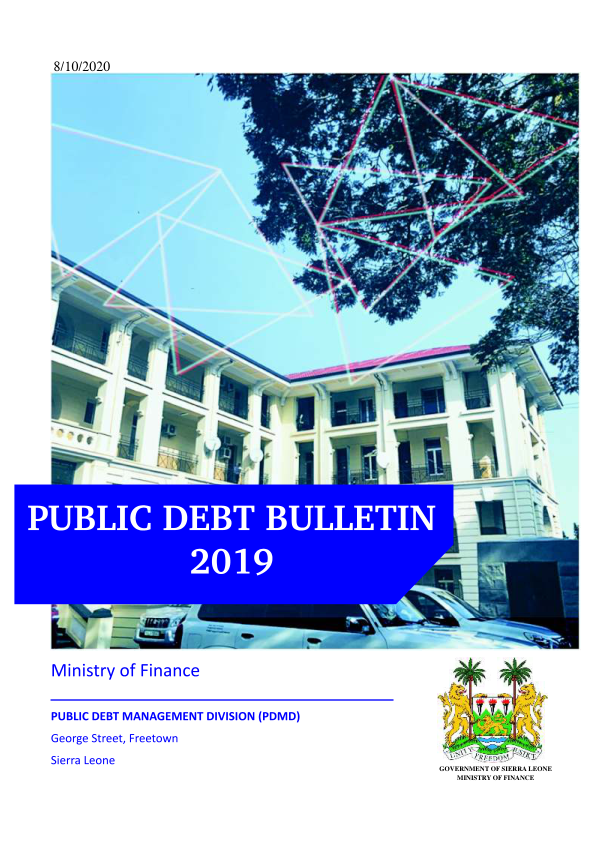 8/10/2020
PUBLIC DEBT BULLETIN
2019
Ministry of Finance
PUBLIC DEBT MANAGEMENT DIVISION (PDMD)
George Street, Freetown
Sierra Leone
UNITY FREEDOM JUSTICE
GOVERNMENT OF SIERRA LEONE
MINISTRY OF FINANCE